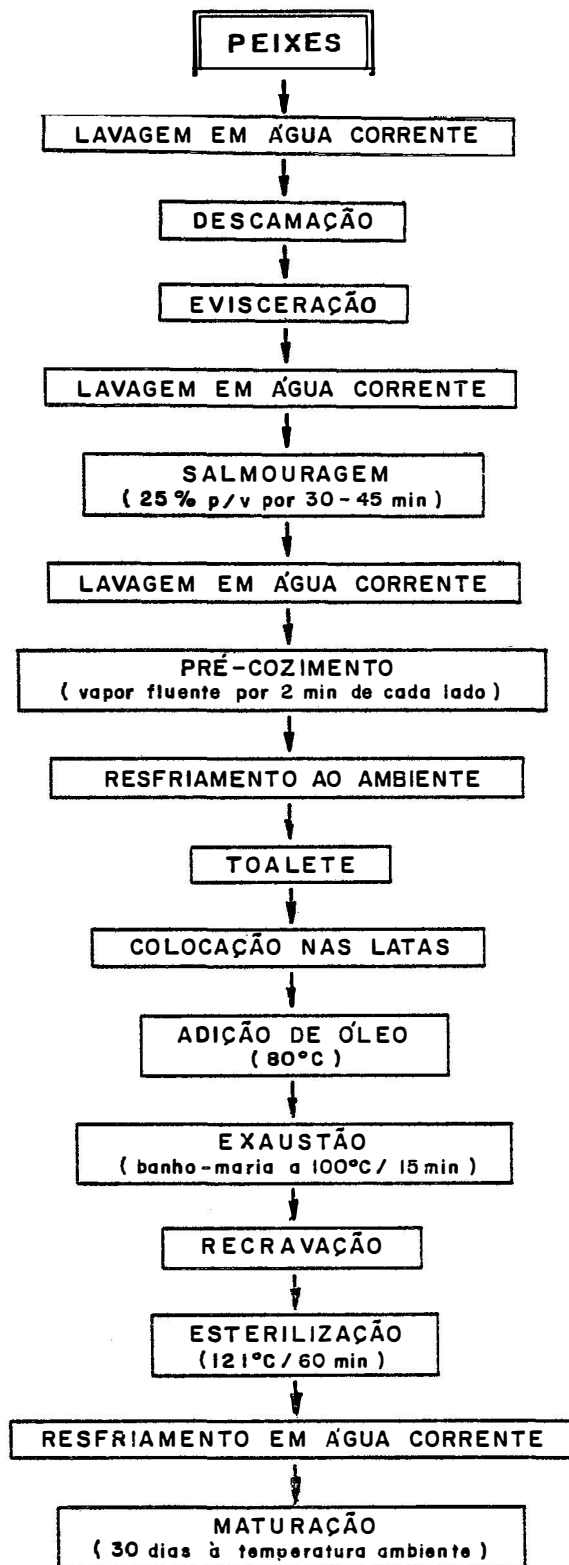 PEIXES
LAVAGEM EM ÁGUA CORRENTE
DESCAMAÇÃO
EVISCERAÇÃO
LAVAGEM EM ÁGUA CORRENTE
SALMOURAGEM
( 25% p/v por 30-45 min )
LAVAGEM EM ÁGUA CORRENTE
PRÉ-COZIMENTO
( vapor fluente por 2 min de cada lado )
RESFRIAMENTO AO AMBIENTE
TOALETE
COLOCAÇÃO NAS LATAS
ADIÇÃO DE ÓLEO
( 80°C )
EXAUSTÃO
( banho-maria a 100°C / 15 min )
RECRAVAÇÃO
ESTERILIZAÇÃO
( 121°C / 60 min )
RESFRIAMENTO EM ÁGUA CORRENTE
MATURAÇÃO
( 30 dias à temperatura ambiente )